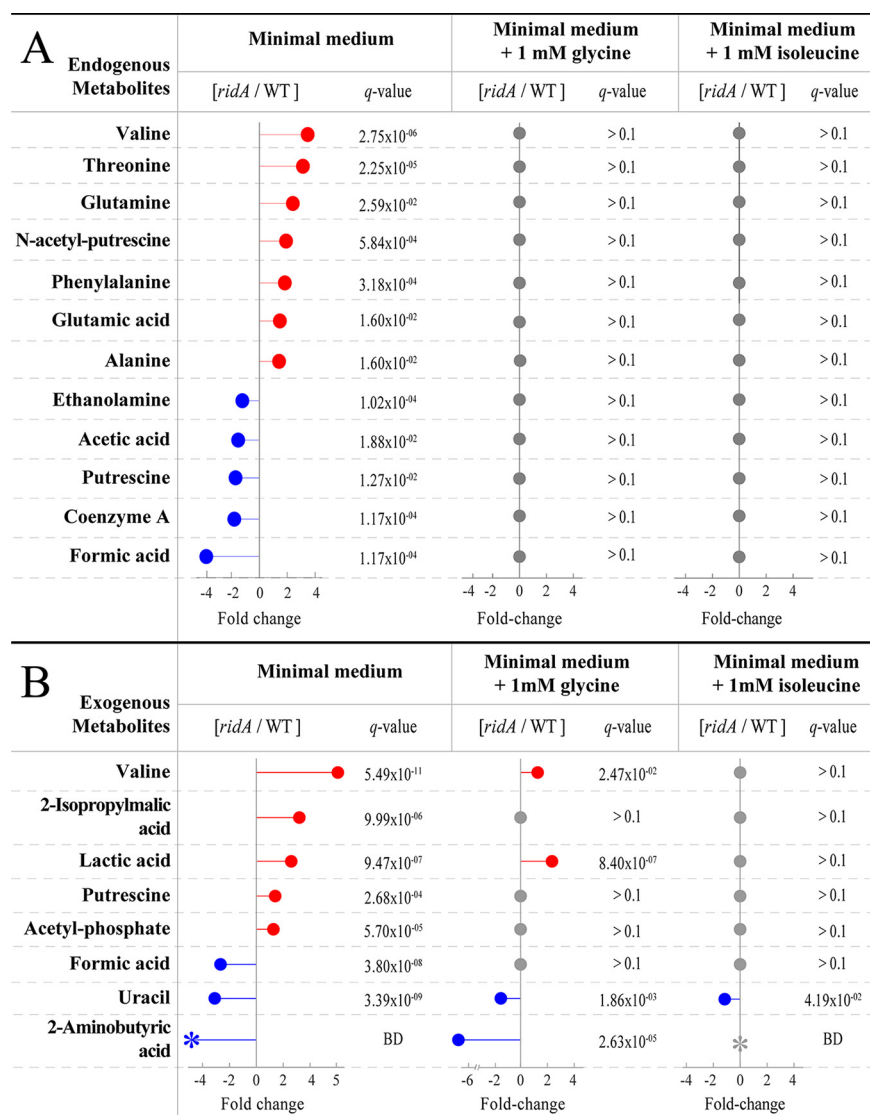 A
Endogenous
Metabolites
Minimal medium
Minimal medium
+ 1 mM glycine
Minimal medium
+ 1 mM isoleucine
[ridA / WT ] q-value [ridA / WT ] q-value [ridA / WT ] q-value
Valine 2.75x10⁻⁰⁶ > 0.1 > 0.1
Threonine 2.25x10⁻⁰⁵ > 0.1 > 0.1
Glutamine 2.59x10⁻⁰² > 0.1 > 0.1
N-acetyl-putrescine 5.84x10⁻⁰⁴ > 0.1 > 0.1
Phenylalanine 3.18x10⁻⁰⁴ > 0.1 > 0.1
Glutamic acid 1.60x10⁻⁰² > 0.1 > 0.1
Alanine 1.60x10⁻⁰² > 0.1 > 0.1
Ethanolamine 1.02x10⁻⁰⁴ > 0.1 > 0.1
Acetic acid 1.88x10⁻⁰² > 0.1 > 0.1
Putrescine 1.27x10⁻⁰² > 0.1 > 0.1
Coenzyme A 1.17x10⁻⁰⁴ > 0.1 > 0.1
Formic acid 1.17x10⁻⁰⁴ > 0.1 > 0.1
-4 -2 0 2 4 -4 -2 0 2 4 -4 -2 0 2 4
Fold change Fold-change Fold-change
B
Exogenous
Metabolites
Minimal medium
Minimal medium
+ 1mM glycine
Minimal medium
+ 1mM isoleucine
[ridA / WT ] q-value [ridA / WT ] q-value [ridA / WT ] q-value
Valine 5.49x10⁻¹¹ 2.47x10⁻⁰² > 0.1
2-Isopropylmalic
acid 9.99x10⁻⁰⁶ > 0.1 > 0.1
Lactic acid 9.47x10⁻⁰⁷ 8.40x10⁻⁰⁷ > 0.1
Putrescine 2.68x10⁻⁰⁴ > 0.1 > 0.1
Acetyl-phosphate 5.70x10⁻⁰⁵ > 0.1 > 0.1
Formic acid 3.80x10⁻⁰⁸ > 0.1 > 0.1
Uracil 3.39x10⁻⁰⁹ 1.86x10⁻⁰³ 4.19x10⁻⁰²
2-Aminobutyric
acid * BD 2.63x10⁻⁰⁵ * BD
-4 -2 0 2 4 5 -6 -2 0 2 4 -4 -2 0 2 4
Fold change Fold-change Fold-change